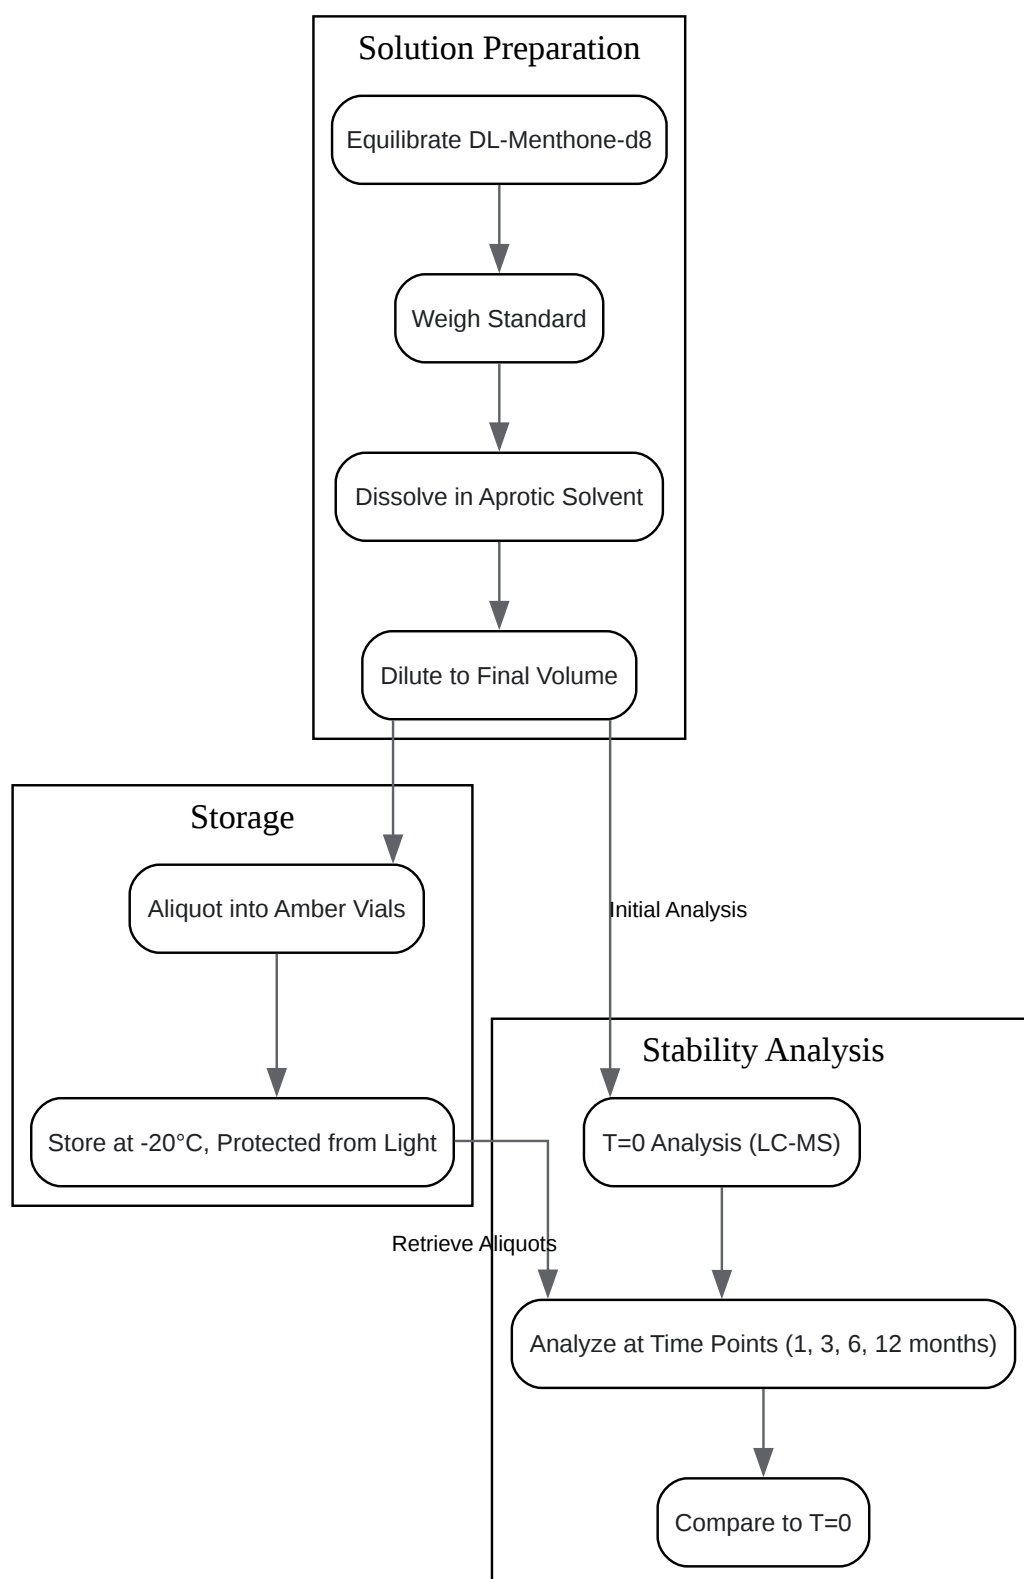 Solution Preparation
Equilibrate DL-Menthone-d8
Weigh Standard
Dissolve in Aprotic Solvent
Dilute to Final Volume
Storage
Aliquot into Amber Vials
Initial Analysis
Stability Analysis
Store at -20°C, Protected from Light
T=0 Analysis (LC-MS)
Retrieve Aliquots
Analyze at Time Points (1, 3, 6, 12 months)
Compare to T=0